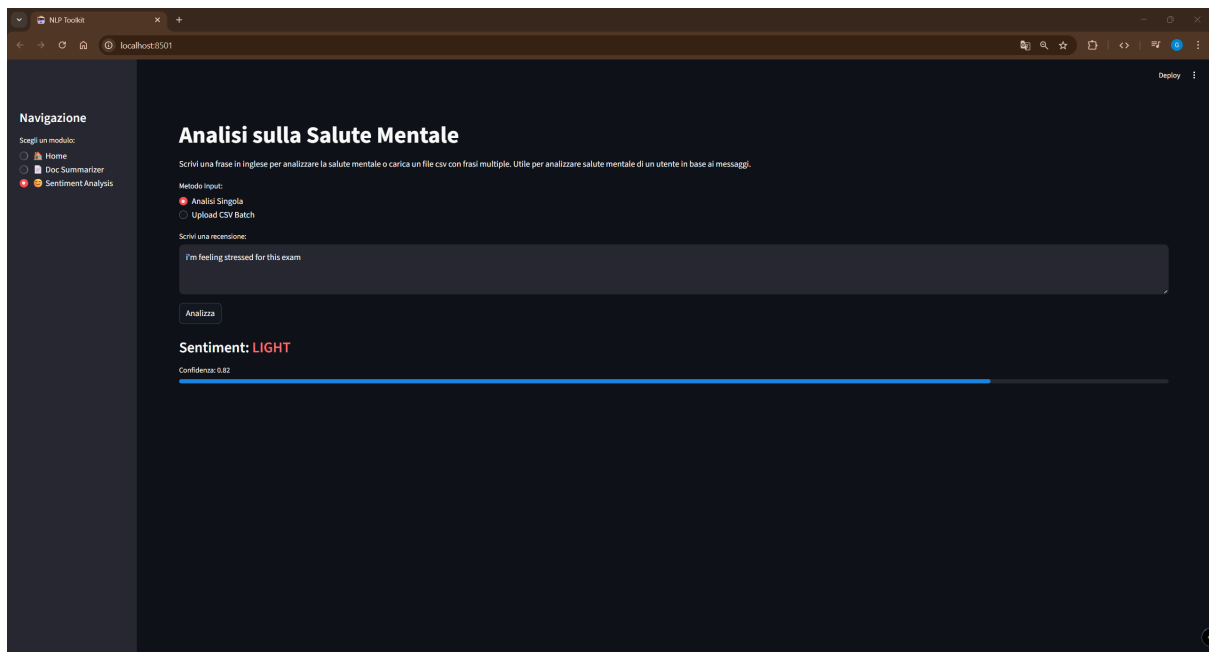 NLP Toolkit
localhost:8501
Deploy
Navigazione
Scegli un modulo:
Home
Doc Summarizer
Sentiment Analysis
Analisi sulla Salute Mentale
Scrivi una frase in inglese per analizzare la salute mentale o carica un file csv con frasi multiple. Utile per analizzare salute mentale di un utente in base ai messaggi.
Metodo Input:
Analisi Singola
Upload CSV Batch
Scrivi una recensione:
i'm feeling stressed for this exam
Analizza
Sentiment: LIGHT
Confidenza: 0.82